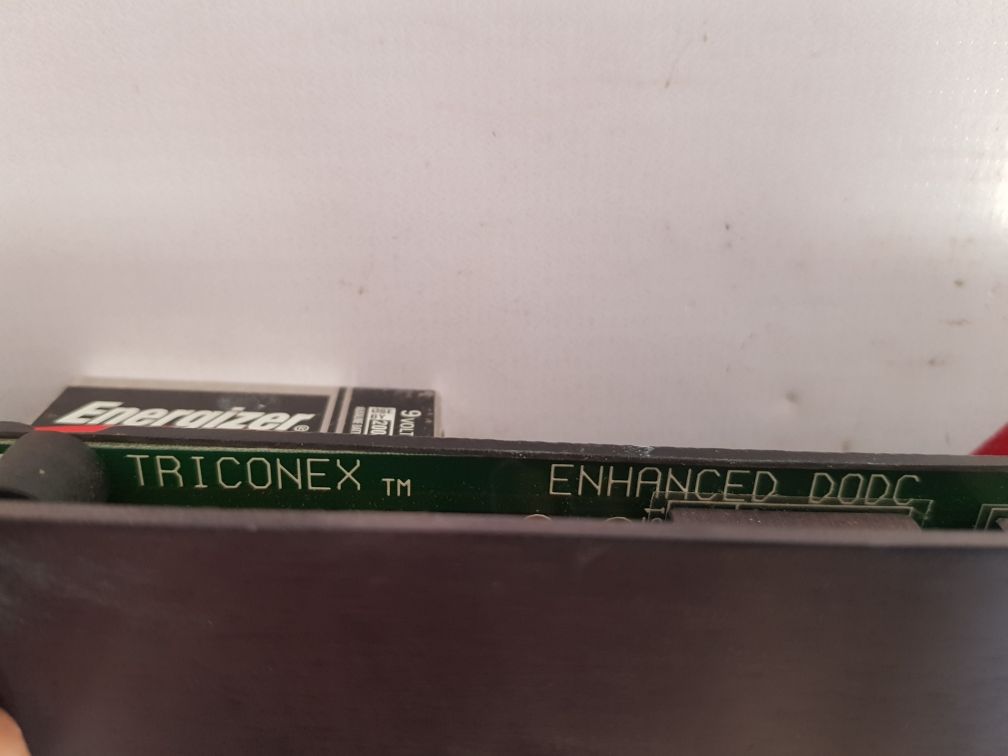 Energizer®
9 VOLT
TRICONEX TM
ENHANCED DODC